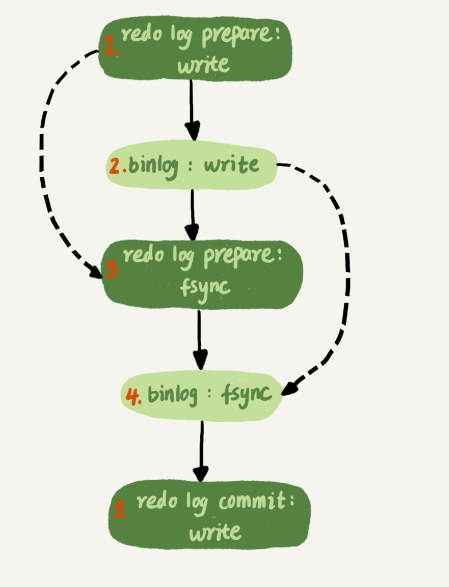 1. redo log prepare:
write
2. binlog : write
3. redo log prepare:
fsync
4. binlog : fsync
5. redo log commit:
write